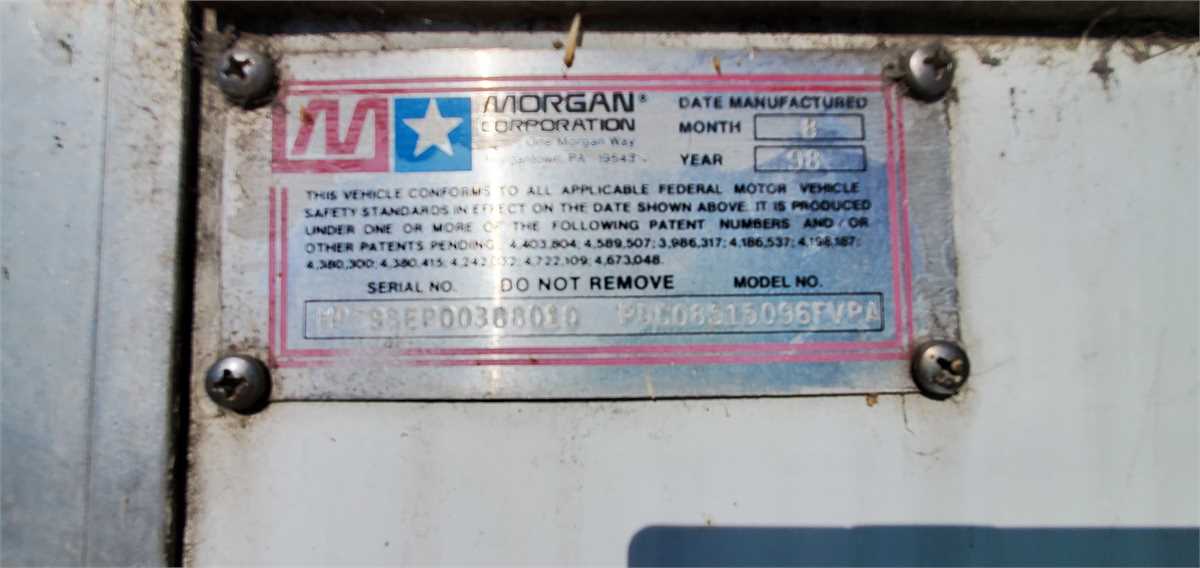 M
MORGAN®
CORPORATION
One Morgan Way
PA 19543
DATE MANUFACTURED
MONTH 8
YEAR 98
THIS VEHICLE CONFORMS TO ALL APPLICABLE FEDERAL MOTOR VEHICLE
SAFETY STANDARDS IN EFFECT ON THE DATE SHOWN ABOVE. IT IS PRODUCED
UNDER ONE OR MORE OF THE FOLLOWING PATENT NUMBERS AND/OR
OTHER PATENTS PENDING: 4,403,804; 4,589,507; 3,986,317; 4,186,537; 4,198,187;
4,380,300; 4,380,415; 4,722,109; 4,673,048.
SERIAL NO. DO NOT REMOVE MODEL NO.